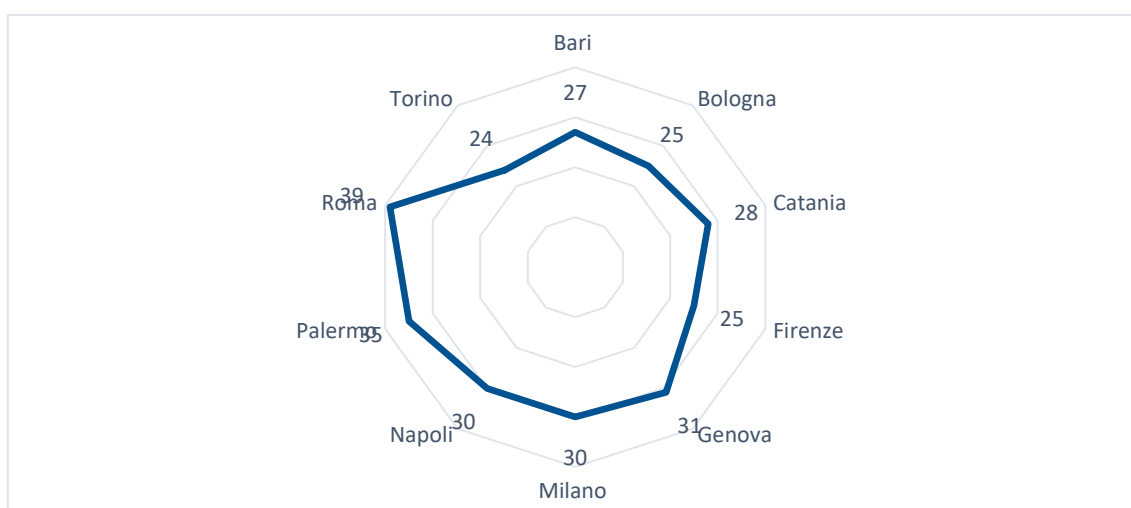 Bari
27
Torino
Bologna
24
25
39
Roma
Catania
28
Palermo
35
25
Firenze
Napoli
30
31
Genova
30
Milano